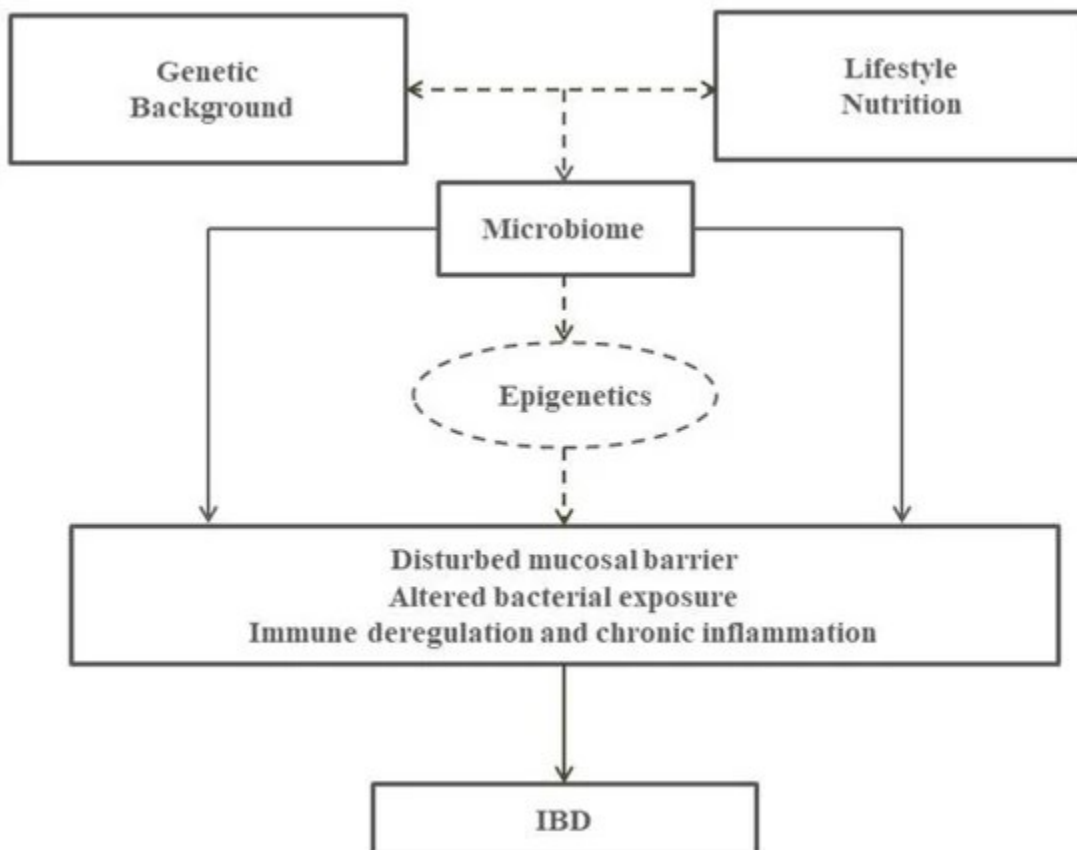 Genetic
Background
Lifestyle
Nutrition
Microbiome
Epigenetics
Disturbed mucosal barrier
Altered bacterial exposure
Immune deregulation and chronic inflammation
IBD